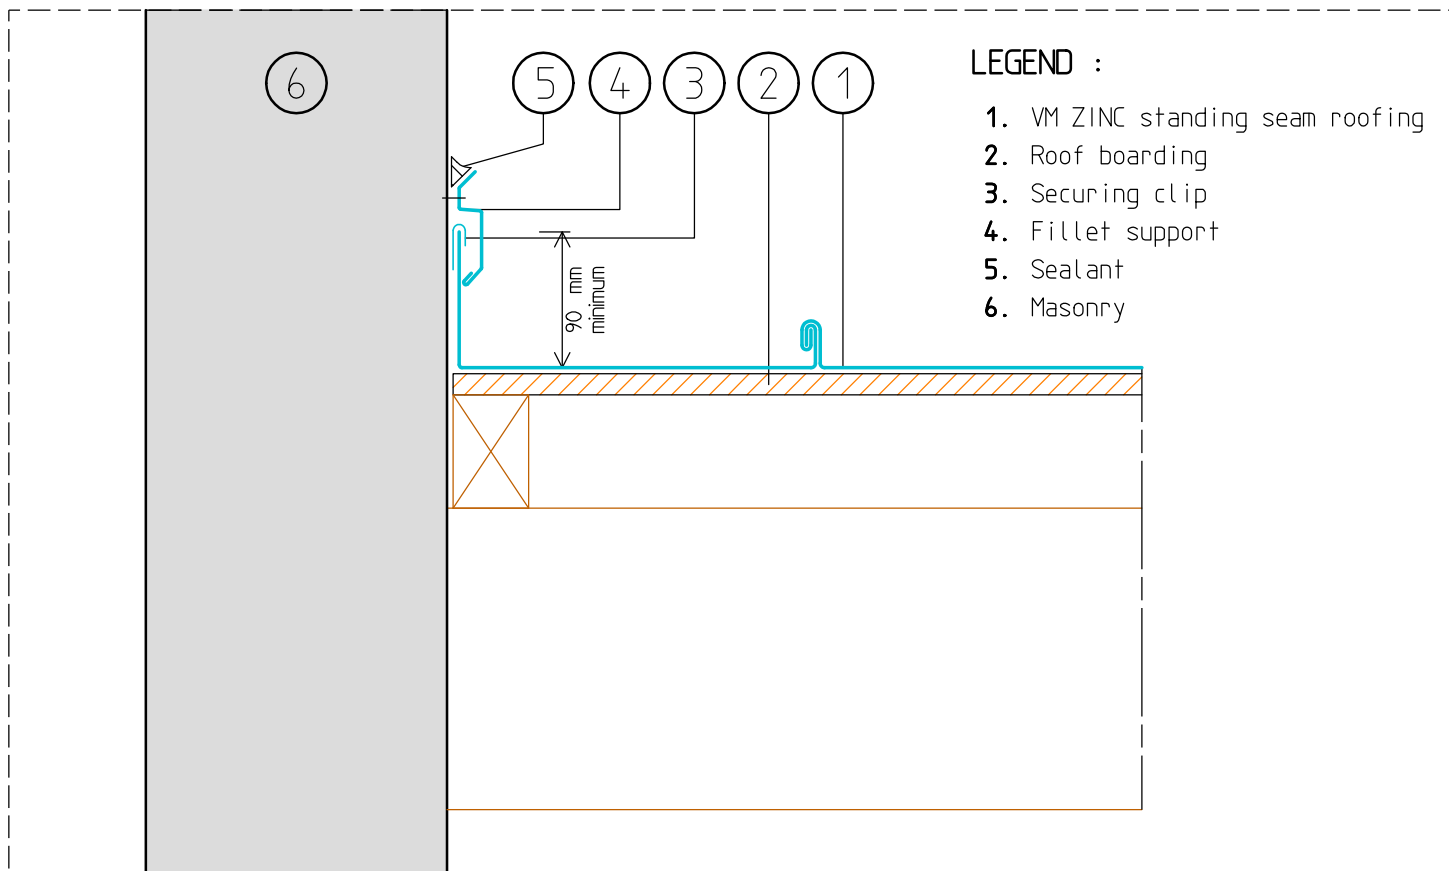 6
5
4
3
2
1
LEGEND :
1. VM ZINC standing seam roofing
2. Roof boarding
3. Securing clip
4. Fillet support
5. Sealant
6. Masonry
90 mm
minimum